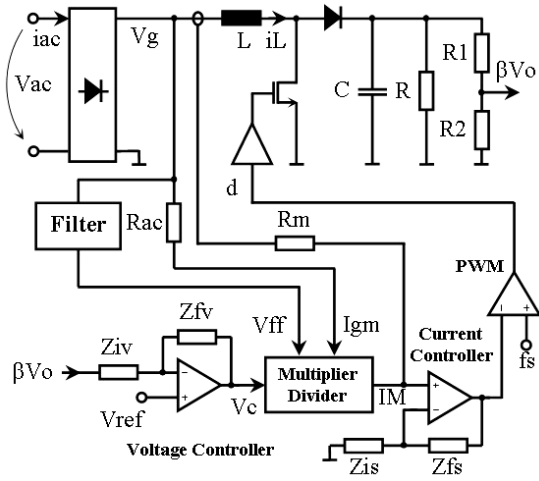 iac
Vg
L
iL
R1
Vac
C
R
βVo
R2
d
Filter
Rac
Rm
PWM
Zfv
Vff
Igm
Current
Controller
fs
Ziv
βVo
Multiplier
Divider
Vref
Vc
IM
Voltage Controller
Zis
Zfs